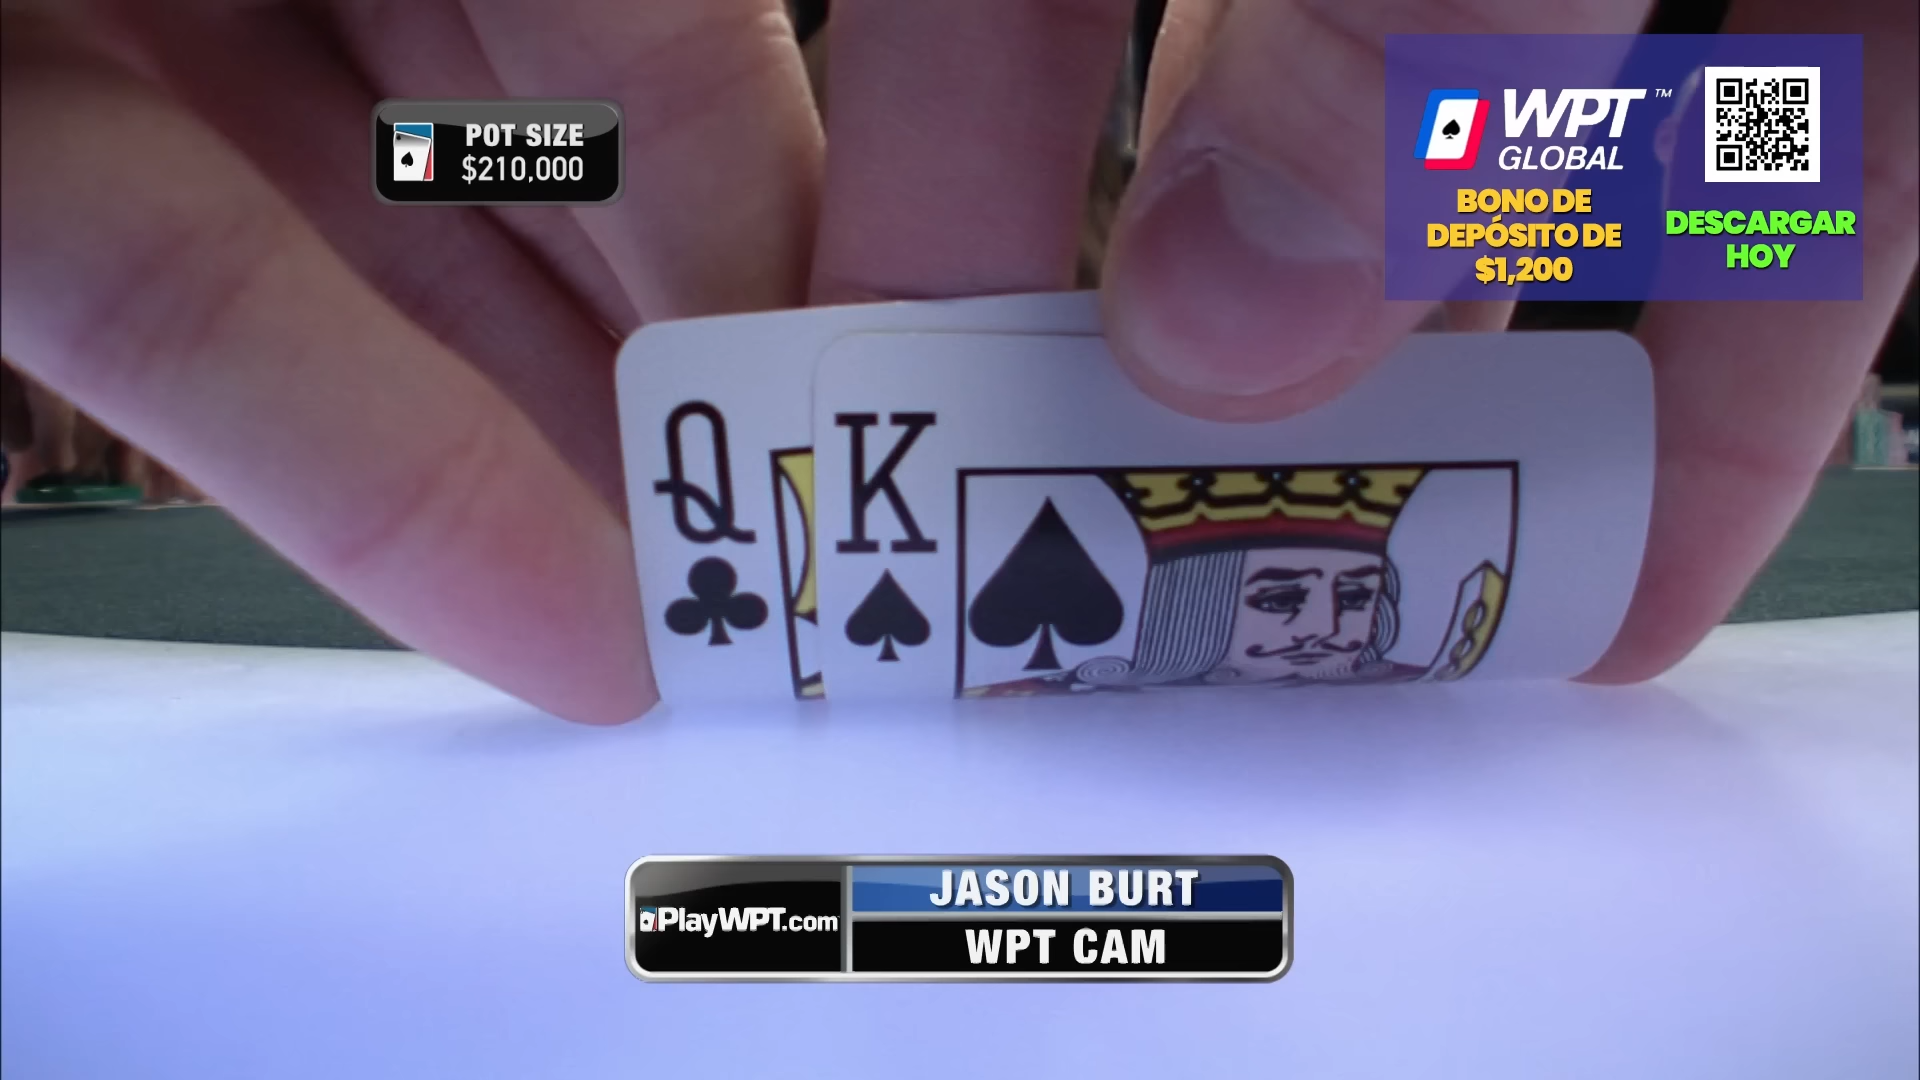 POT SIZE
$210,000
WPT™
GLOBAL
BONO DE
DEPÓSITO DE
$1,200
DESCARGAR
HOY
Q
K
PlayWPT.com
JASON BURT
WPT CAM